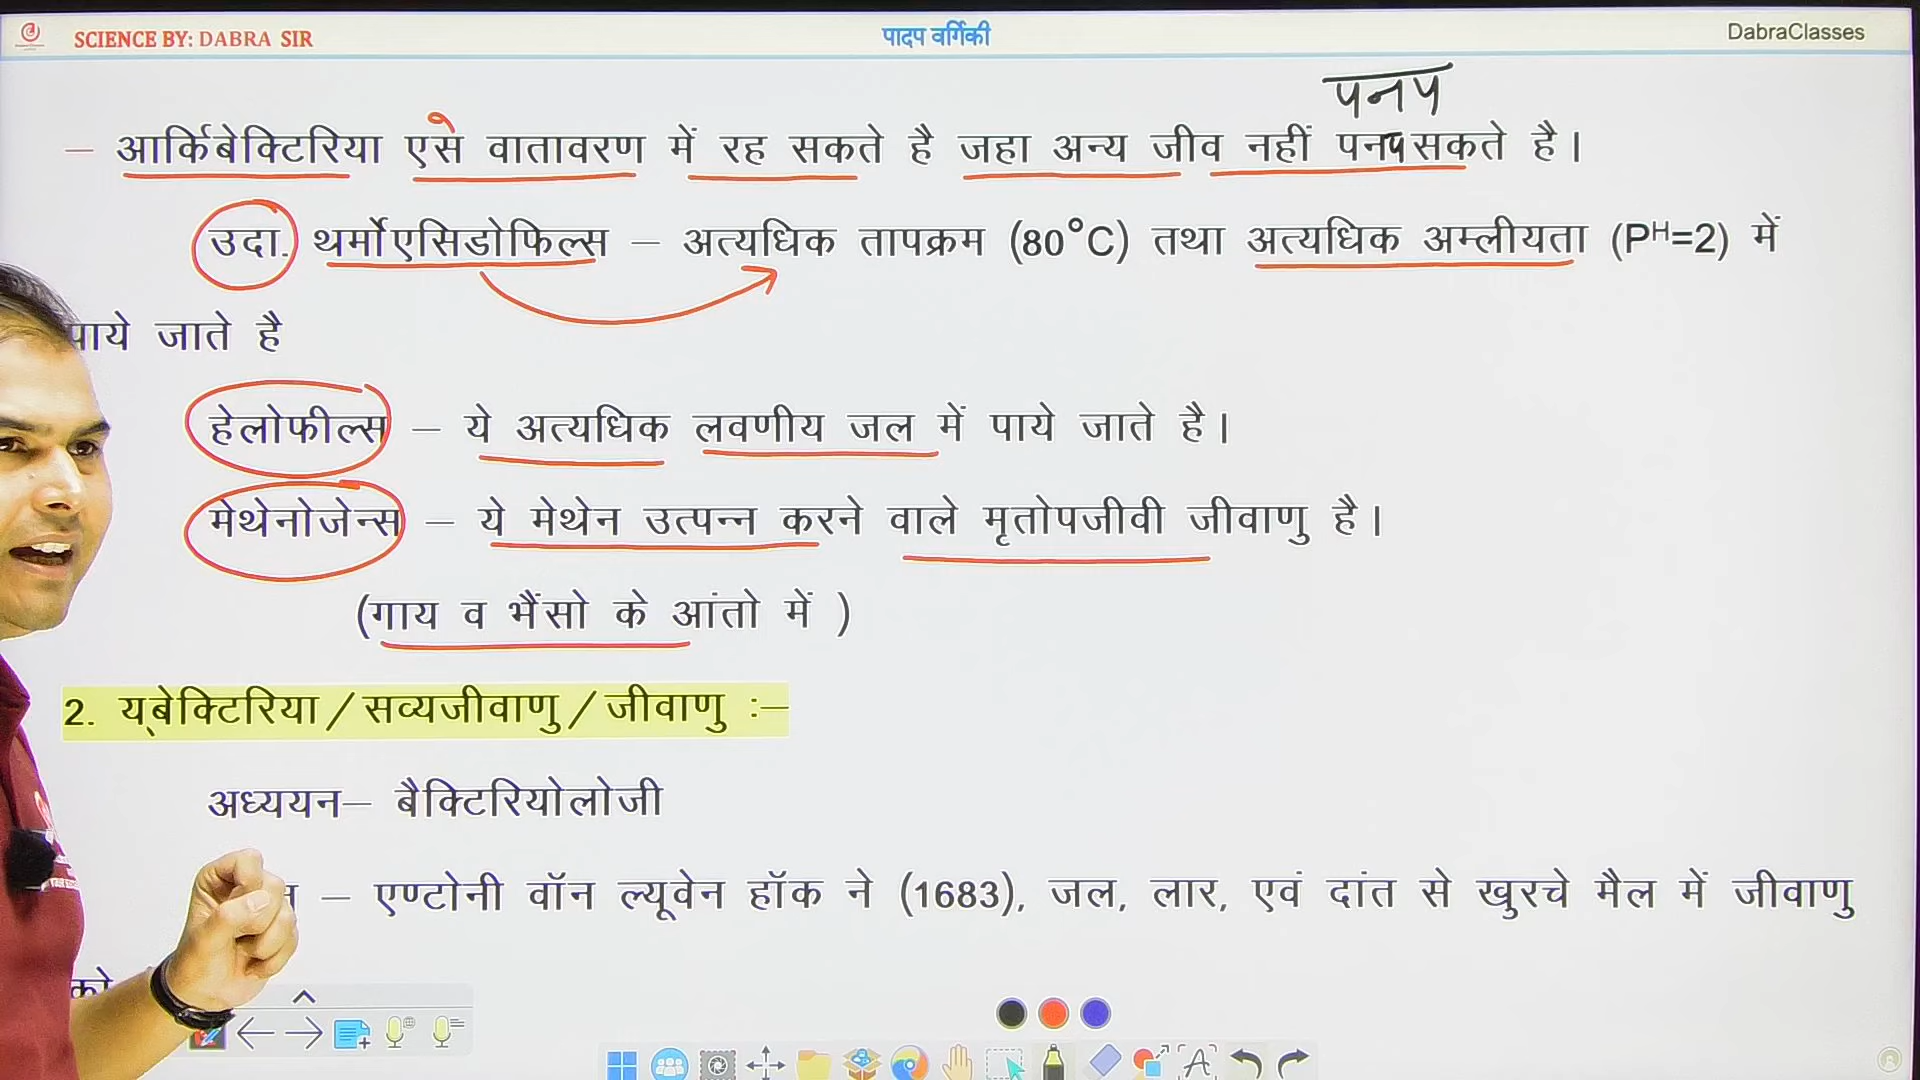 SCIENCE BY: DABRA SIR
पादप वर्गिकी
DabraClasses
पनप
– आर्किबेक्टिरिया एसे वातावरण में रह सकते है जहा अन्य जीव नहीं पनप सकते है।
उदा. थर्मोएसिडोफिल्स – अत्यधिक तापक्रम (80°C) तथा अत्यधिक अम्लीयता (Pᴴ=2) में
पाये जाते है
हेलोफील्स – ये अत्यधिक लवणीय जल में पाये जाते है।
मेथेनोजेन्स – ये मेथेन उत्पन्न करने वाले मृतोपजीवी जीवाणु है।
(गाय व भैंसो के आंतो में )
2. यूबेक्टिरिया/सव्यजीवाणु/जीवाणु :–
अध्ययन– बैक्टिरियोलोजी
– एण्टोनी वॉन ल्यूवेन हॉक ने (1683), जल, लार, एवं दांत से खुरचे मैल में जीवाणु
को